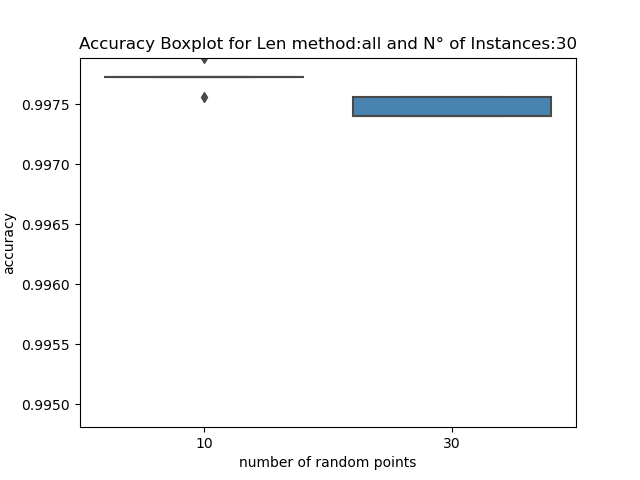 Accuracy Boxplot for Len method:all and N° of Instances:30
accuracy
0.9975
0.9970
0.9965
0.9960
0.9955
0.9950
10 30
number of random points